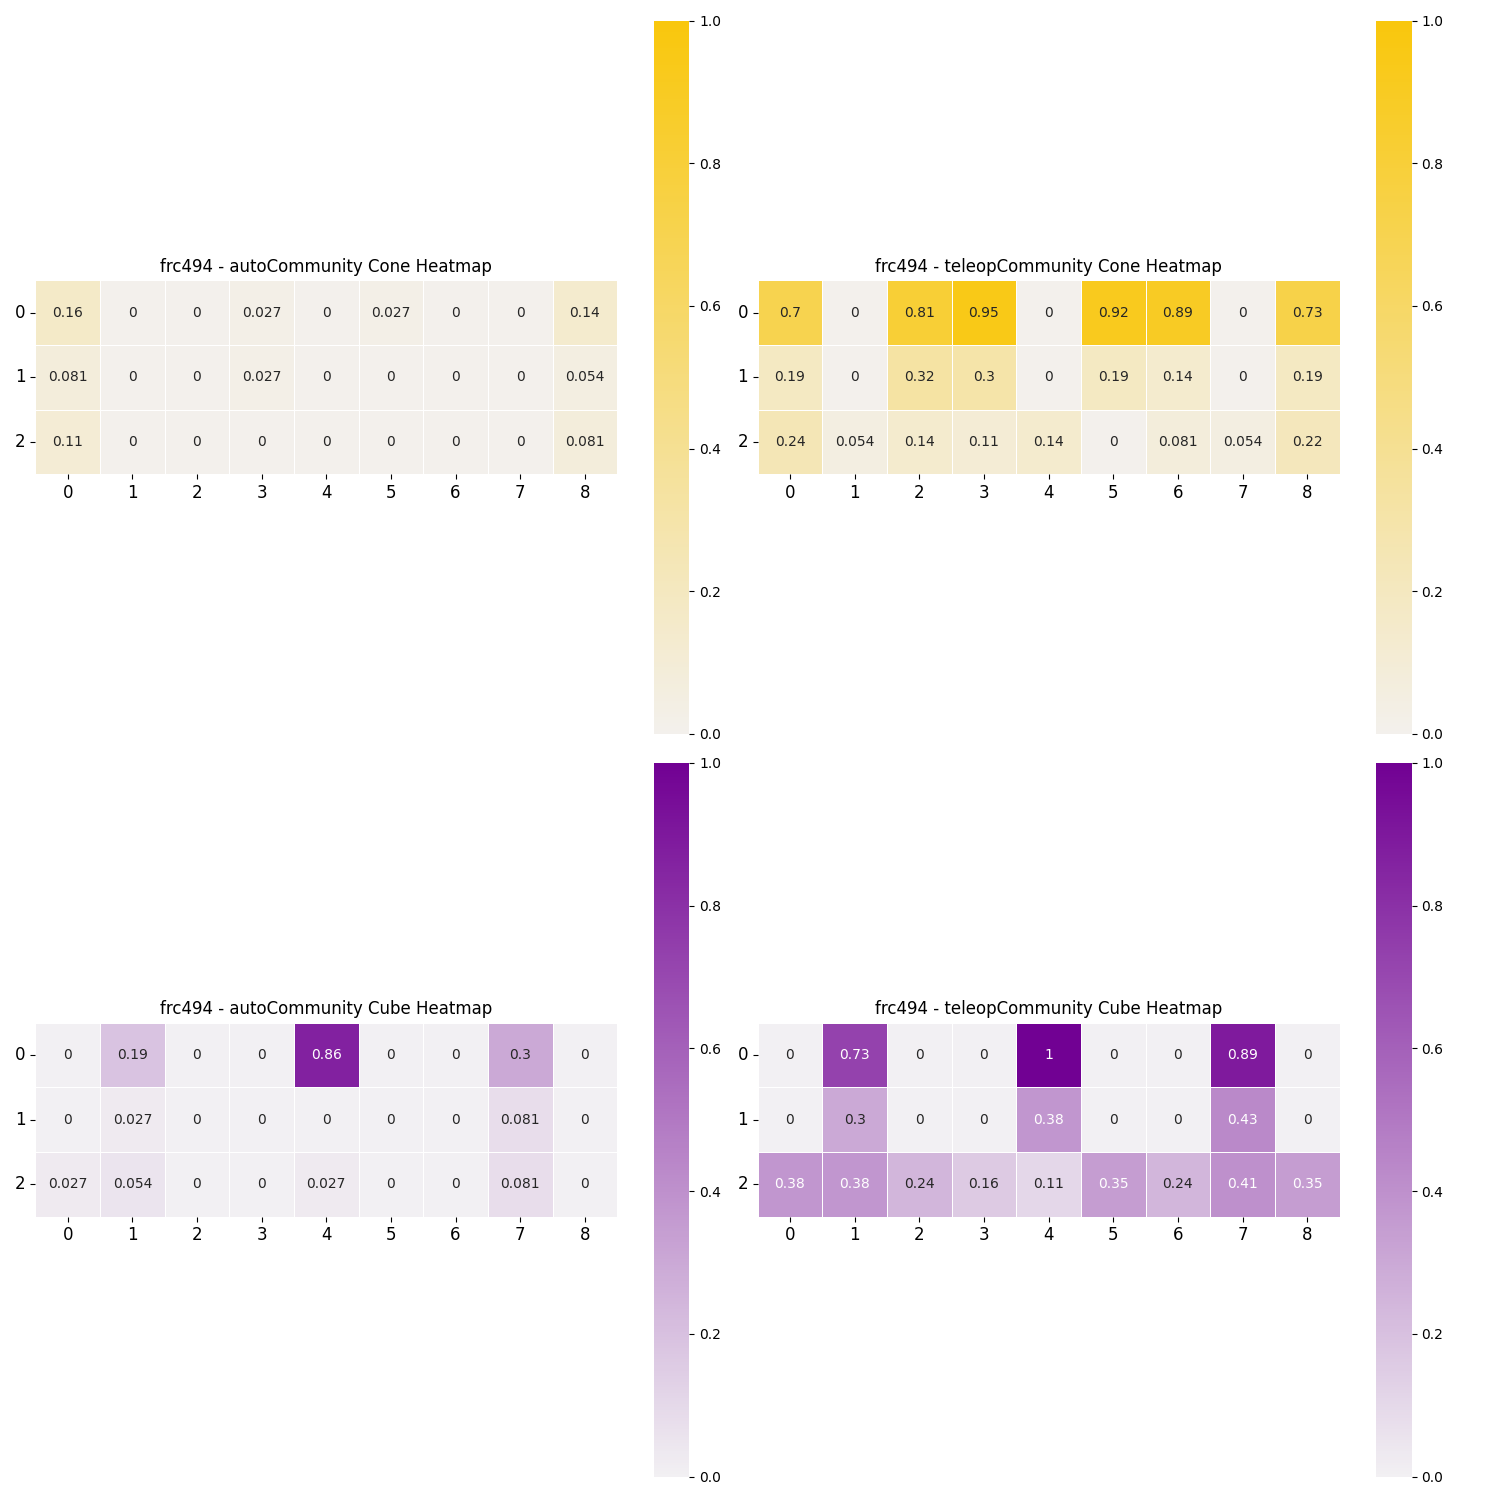 frc494 - autoCommunity Cone Heatmap
0 0.16 0 0 0.027 0 0.027 0 0 0.14
1 0.081 0 0 0.027 0 0 0 0 0.054
2 0.11 0 0 0 0 0 0 0 0.081
0 1 2 3 4 5 6 7 8
1.0
0.8
0.6
0.4
0.2
0.0
frc494 - teleopCommunity Cone Heatmap
0 0.7 0 0.81 0.95 0 0.92 0.89 0 0.73
1 0.19 0 0.32 0.3 0 0.19 0.14 0 0.19
2 0.24 0.054 0.14 0.11 0.14 0 0.081 0.054 0.22
0 1 2 3 4 5 6 7 8
1.0
0.8
0.6
0.4
0.2
0.0
frc494 - autoCommunity Cube Heatmap
0 0 0.19 0 0 0.86 0 0 0.3 0
1 0 0.027 0 0 0 0 0 0.081 0
2 0.027 0.054 0 0 0.027 0 0 0.081 0
0 1 2 3 4 5 6 7 8
1.0
0.8
0.6
0.4
0.2
0.0
frc494 - teleopCommunity Cube Heatmap
0 0 0.73 0 0 1 0 0 0.89 0
1 0 0.3 0 0 0.38 0 0 0.43 0
2 0.38 0.38 0.24 0.16 0.11 0.35 0.24 0.41 0.35
0 1 2 3 4 5 6 7 8
1.0
0.8
0.6
0.4
0.2
0.0